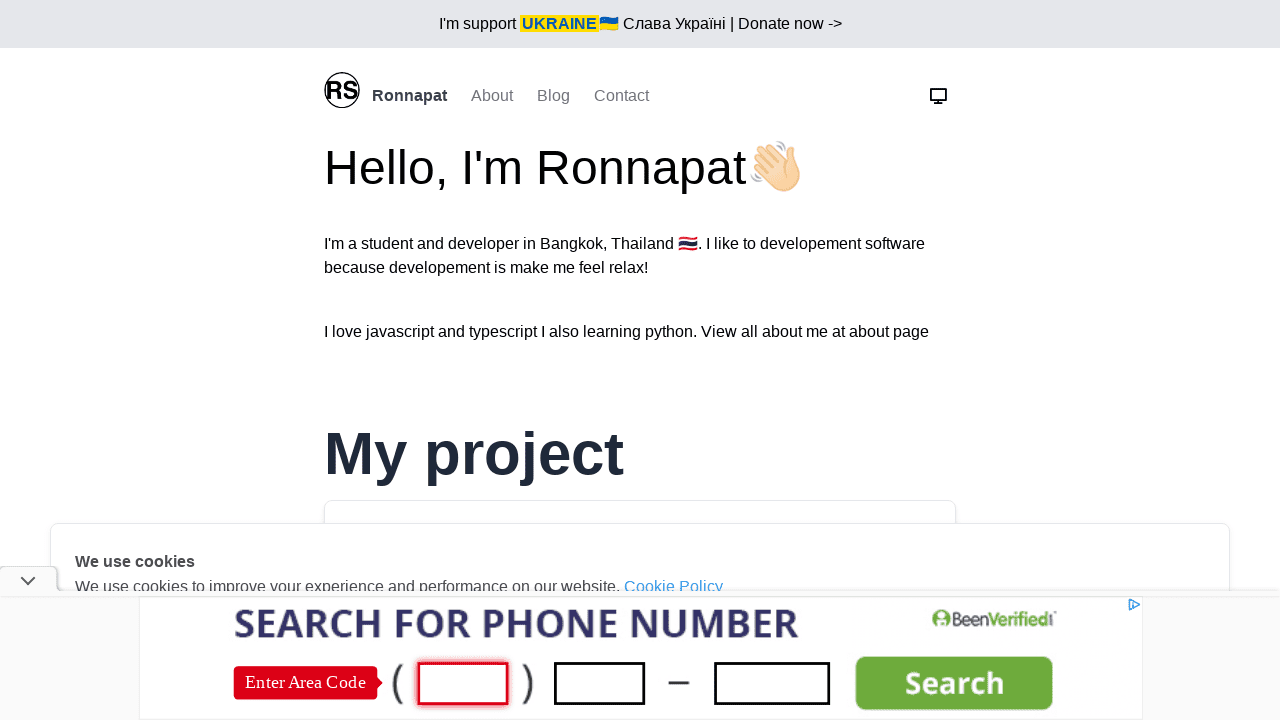 I'm support UKRAINE🇺🇦 Слава Україні | Donate now ->
RS Ronnapat About Blog Contact
Hello, I'm Ronnapat👋🏻
I'm a student and developer in Bangkok, Thailand 🇹🇭. I like to developement software
because developement is make me feel relax!
I love javascript and typescript I also learning python. View all about me at about page
My project
We use cookies
We use cookies to improve your experience and performance on our website. Cookie Policy
SEARCH FOR PHONE NUMBER
BeenVerified
Enter Area Code ( ) –
Search